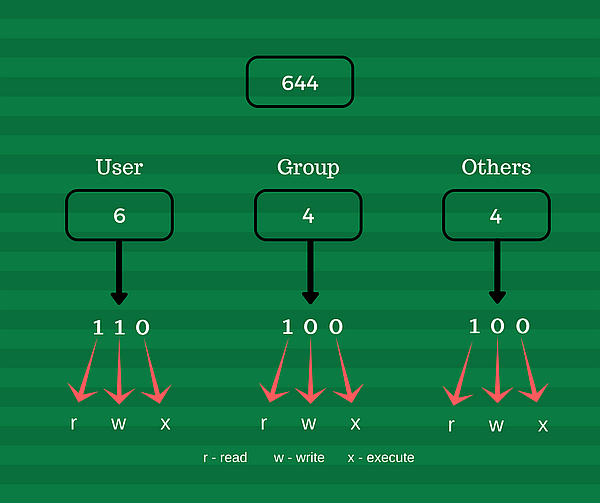 644
User Group Others
6 4 4
1 1 0 1 0 0 1 0 0
r w x r w x r w x
r - read w - write x - execute